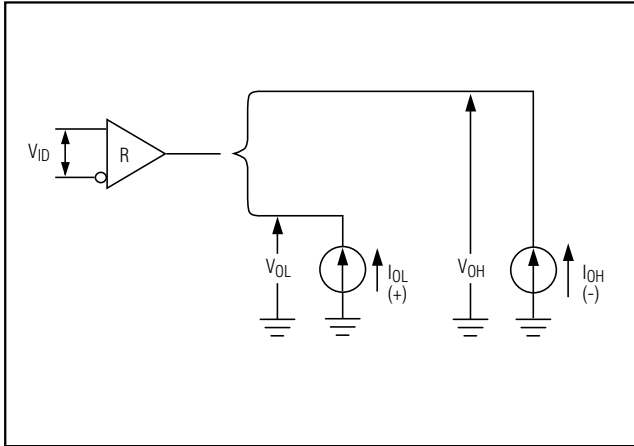 V_ID
R
V_OL
I_OL
(+)
V_OH
I_OH
(-)